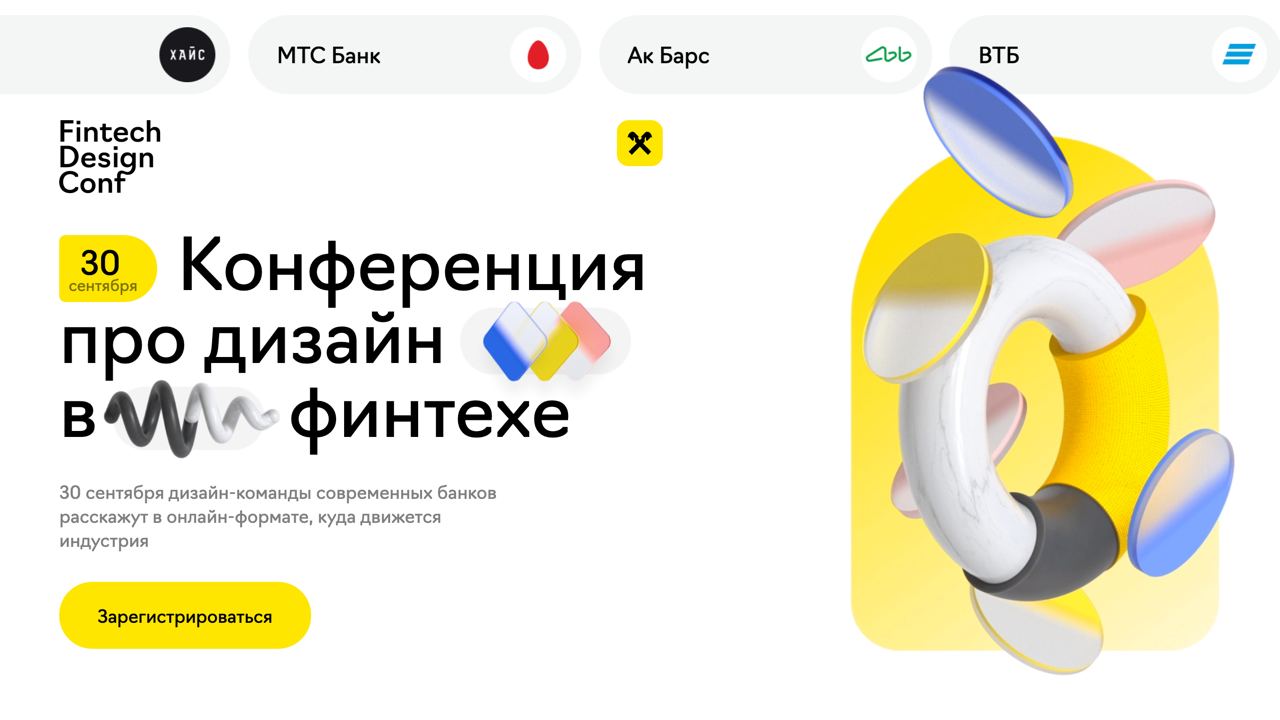 ХАЙС
МТС Банк
Ак Барс
ВТБ
Fintech
Design
Conf
30
сентября
Конференция
про дизайн
в финтехе
30 сентября дизайн-команды современных банков
расскажут в онлайн-формате, куда движется
индустрия
Зарегистрироваться